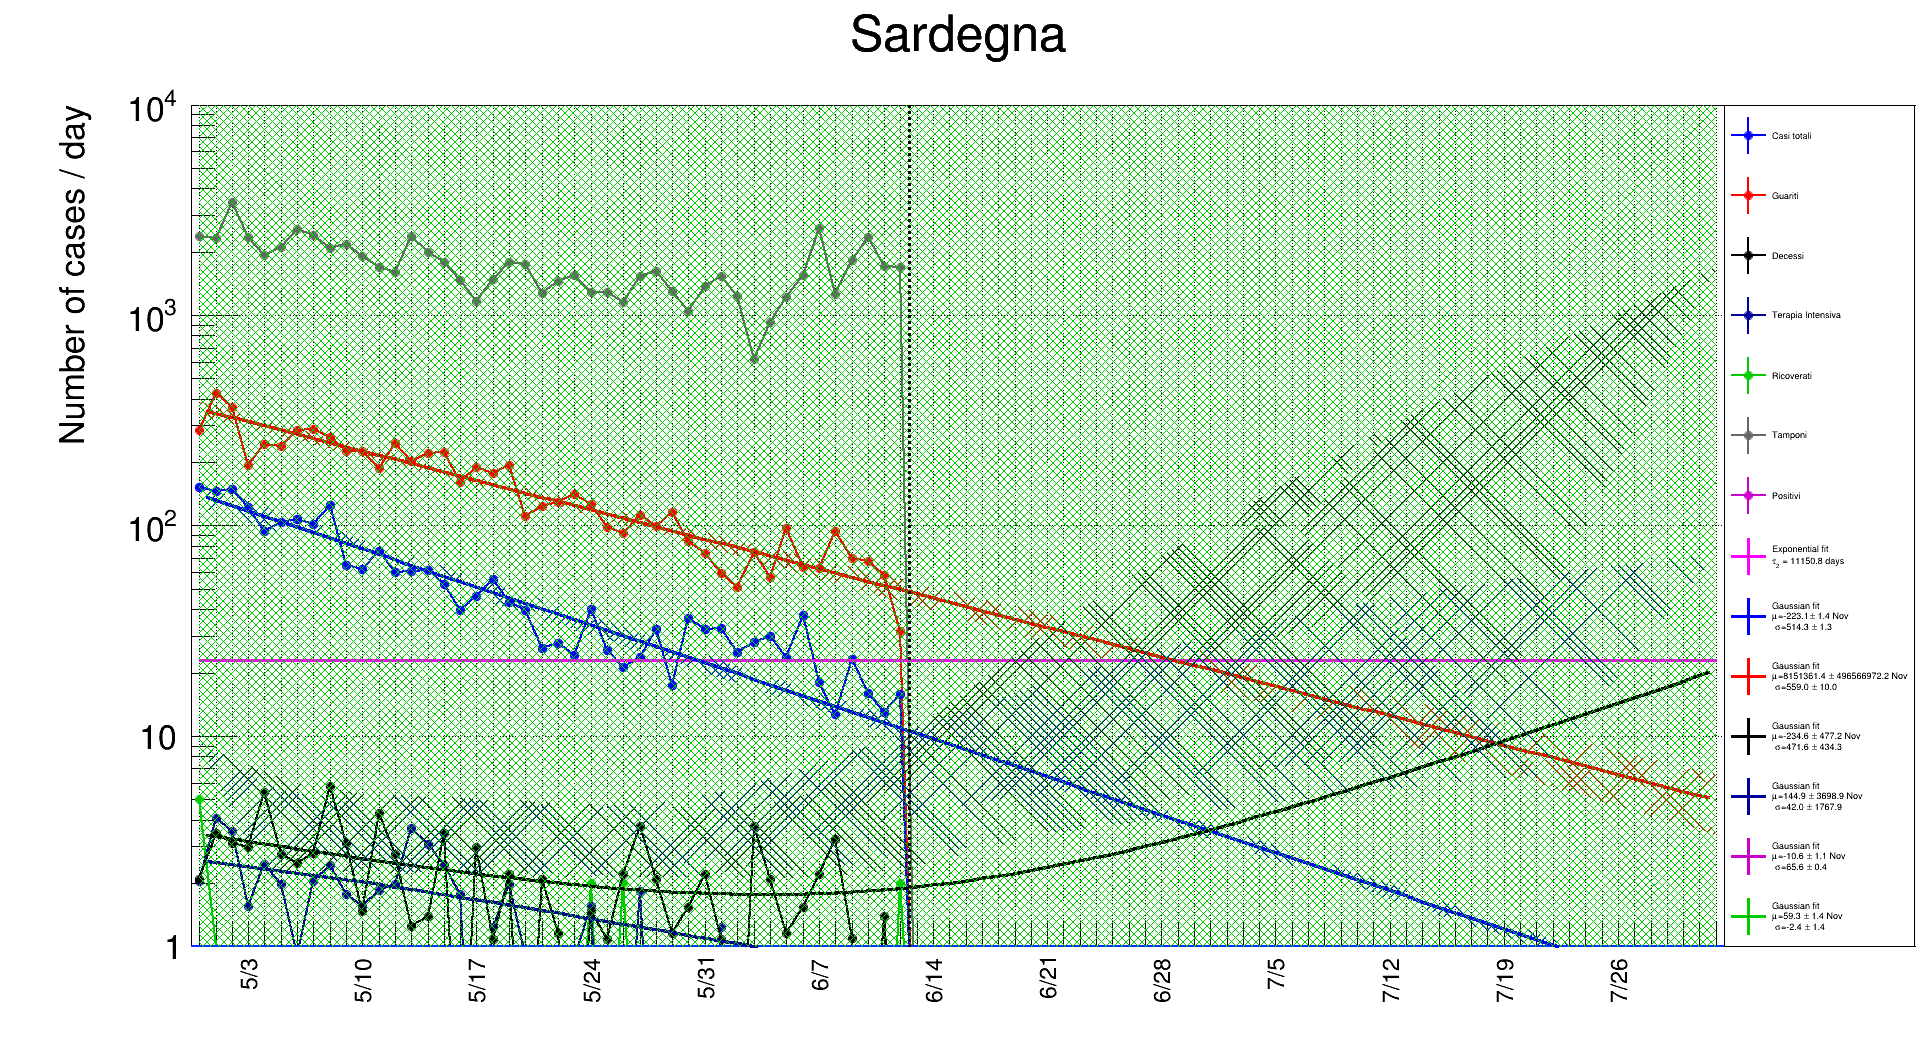 Sardegna
Number of cases / day
10⁴
10³
10²
10
1
5/3
5/10
5/17
5/24
5/31
6/7
6/14
6/21
6/28
7/5
7/12
7/19
7/26
Casi totali
Guariti
Decessi
Terapia Intensiva
Ricoverati
Tamponi
Positivi
Exponential fit
τ₂ = 11150.8 days
Gaussian fit
μ=-223.1 ± 1.4 Nov
σ=514.3 ± 1.3
Gaussian fit
μ=8151361.4 ± 496566972.2 Nov
σ=559.0 ± 10.0
Gaussian fit
μ=-234.6 ± 477.2 Nov
σ=471.6 ± 434.3
Gaussian fit
μ=144.9 ± 3698.9 Nov
σ=42.0 ± 1767.9
Gaussian fit
μ=-10.6 ± 1.1 Nov
σ=65.6 ± 0.4
Gaussian fit
μ=59.3 ± 1.4 Nov
σ=-2.4 ± 1.4